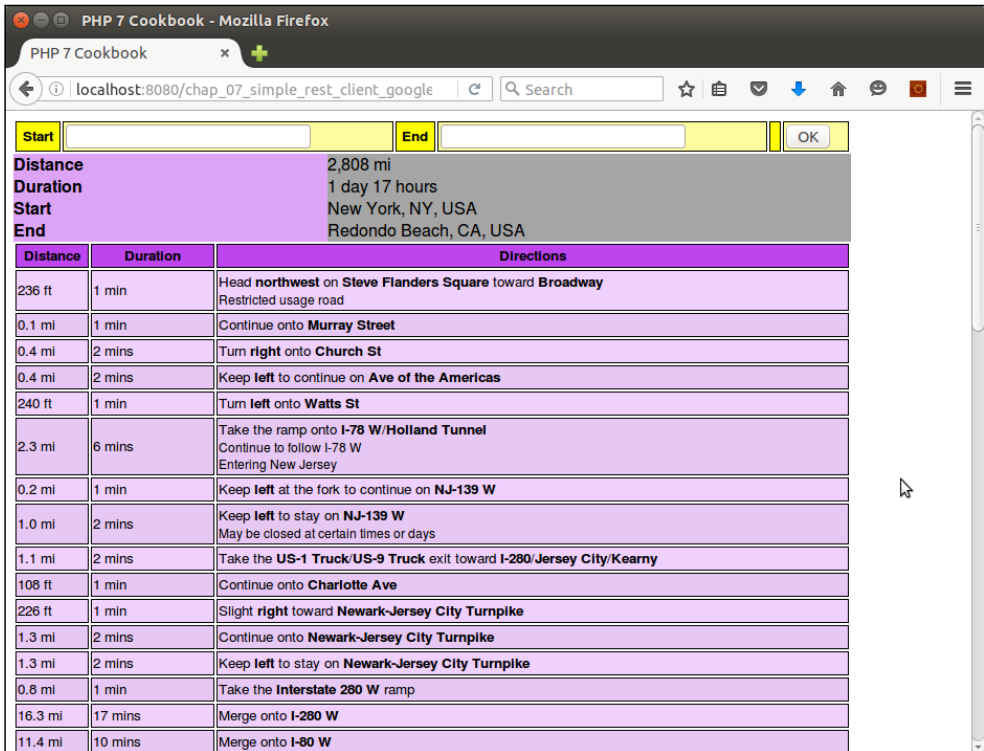 PHP 7 Cookbook - Mozilla Firefox
PHP 7 Cookbook
localhost:8080/chap_07_simple_rest_client_google
Search
Start End OK
Distance 2,808 mi
Duration 1 day 17 hours
Start New York, NY, USA
End Redondo Beach, CA, USA
Distance Duration Directions
236 ft 1 min Head northwest on Steve Flanders Square toward Broadway
Restricted usage road
0.1 mi 1 min Continue onto Murray Street
0.4 mi 2 mins Turn right onto Church St
0.4 mi 2 mins Keep left to continue on Ave of the Americas
240 ft 1 min Turn left onto Watts St
2.3 mi 6 mins Take the ramp onto I-78 W/Holland Tunnel
Continue to follow I-78 W
Entering New Jersey
0.2 mi 1 min Keep left at the fork to continue on NJ-139 W
1.0 mi 2 mins Keep left to stay on NJ-139 W
May be closed at certain times or days
1.1 mi 2 mins Take the US-1 Truck/US-9 Truck exit toward I-280/Jersey City/Kearny
108 ft 1 min Continue onto Charlotte Ave
226 ft 1 min Slight right toward Newark-Jersey City Turnpike
1.3 mi 2 mins Continue onto Newark-Jersey City Turnpike
1.3 mi 2 mins Keep left to stay on Newark-Jersey City Turnpike
0.8 mi 1 min Take the Interstate 280 W ramp
16.3 mi 17 mins Merge onto I-280 W
11.4 mi 10 mins Merge onto I-80 W